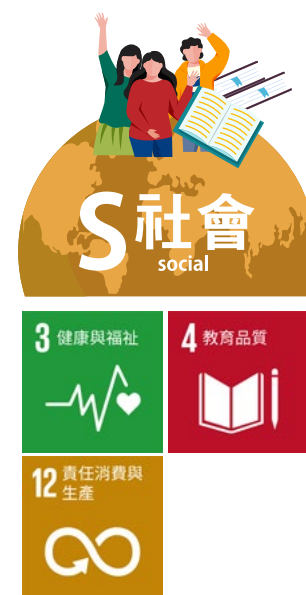 S社會
social
3 健康與福祉
4 教育品質
12 責任消費與
生產